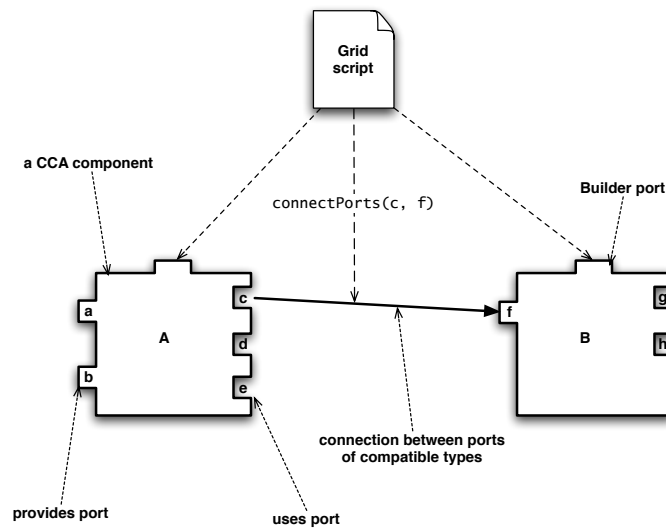 Grid
script
a CCA component
Builder port
connectPorts(c, f)
a
c
f
g
A
d
B
h
b
e
connection between ports
of compatible types
provides port
uses port